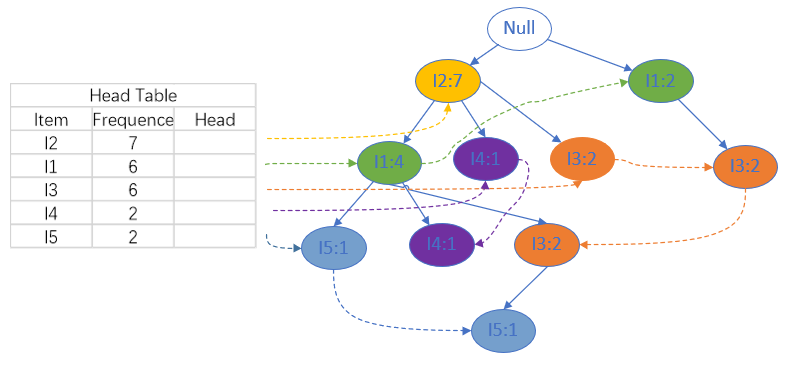 Null
I2:7
I1:2
Head Table
Item Frequence Head
I2 7
I1 6
I3 6
I4 2
I5 2
I1:4
I4:1
I3:2
I3:2
I5:1
I4:1
I3:2
I5:1